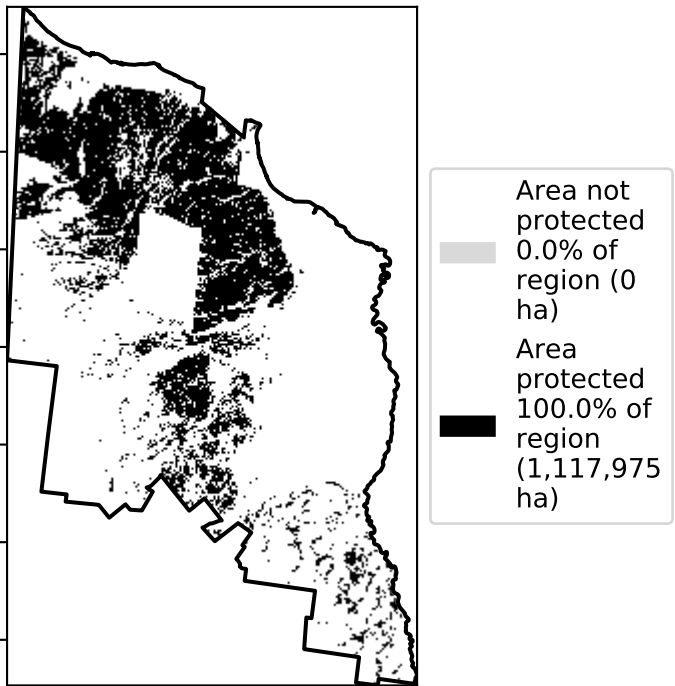 Area not
protected
0.0% of
region (0
ha)
Area
protected
100.0% of
region
(1,117,975
ha)